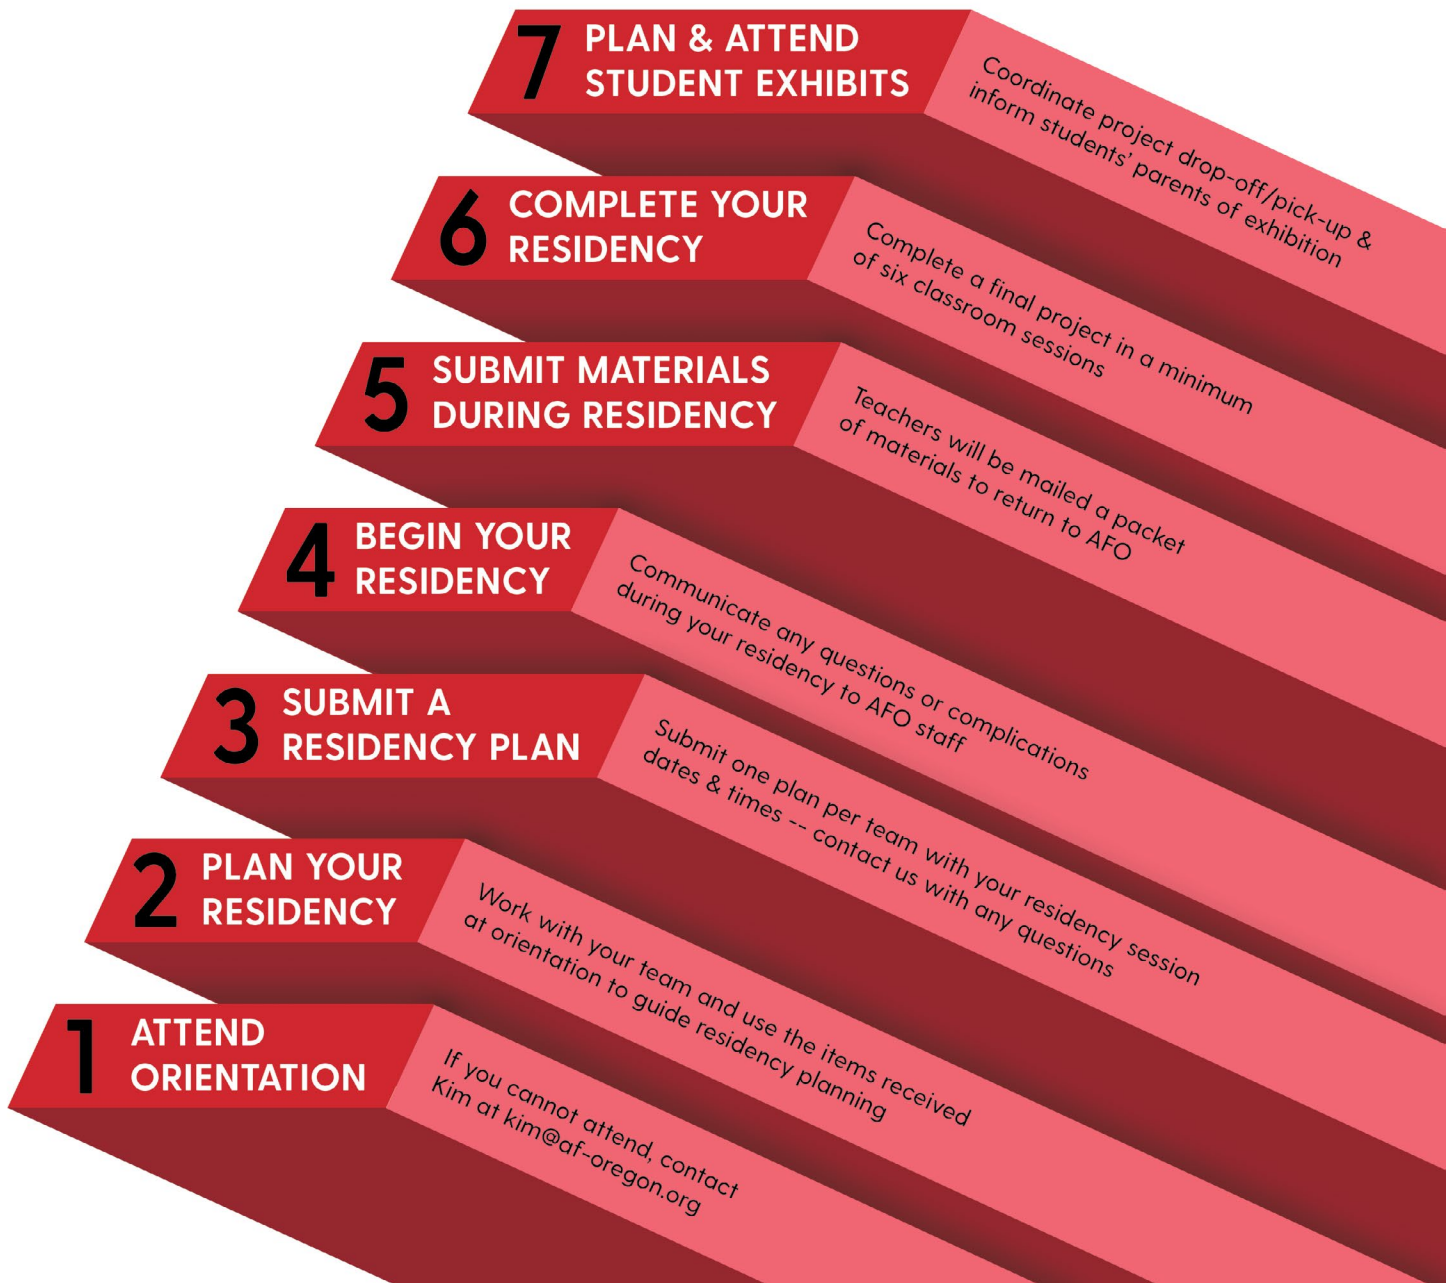 7 PLAN & ATTEND
STUDENT EXHIBITS
Coordinate project drop-off/pick-up &
inform students' parents of exhibition
6 COMPLETE YOUR
RESIDENCY
Complete a final project in a minimum
of six classroom sessions
5 SUBMIT MATERIALS
DURING RESIDENCY
Teachers will be mailed a packet
of materials to return to AFO
4 BEGIN YOUR
RESIDENCY
Communicate any questions or complications
during your residency to AFO staff
3 SUBMIT A
RESIDENCY PLAN
Submit one plan per team with your residency session
dates & times -- contact us with any questions
2 PLAN YOUR
RESIDENCY
Work with your team and use the items received
at orientation to guide residency planning
1 ATTEND
ORIENTATION
If you cannot attend, contact
Kim at kim@af-oregon.org